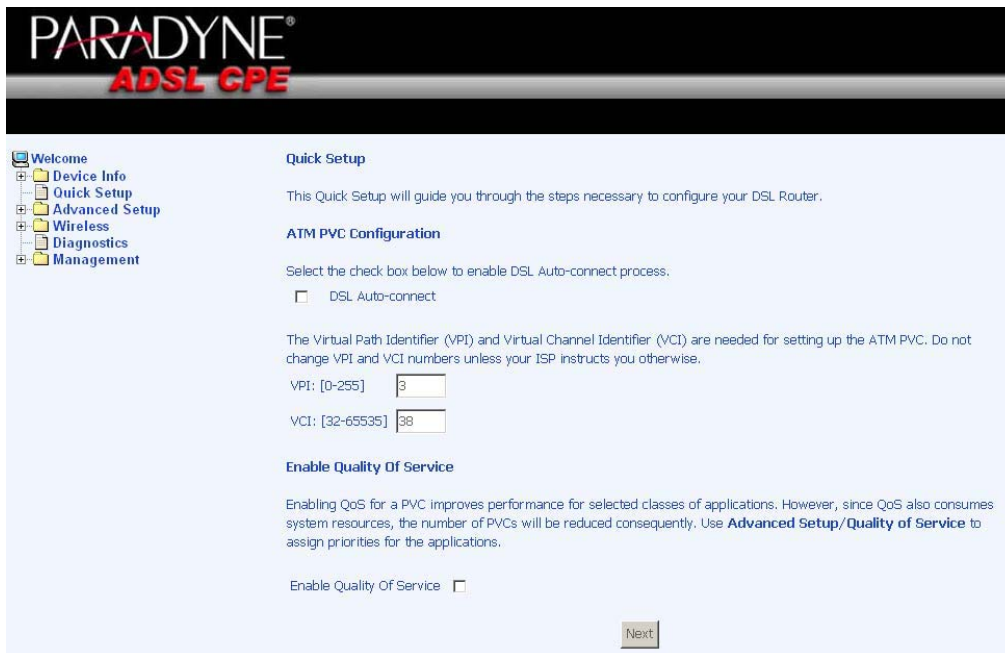 PARADYNE®
ADSL CPE
Welcome
Device Info
Quick Setup
Advanced Setup
Wireless
Diagnostics
Management
Quick Setup
This Quick Setup will guide you through the steps necessary to configure your DSL Router.
ATM PVC Configuration
Select the check box below to enable DSL Auto-connect process.
DSL Auto-connect
The Virtual Path Identifier (VPI) and Virtual Channel Identifier (VCI) are needed for setting up the ATM PVC. Do not
change VPI and VCI numbers unless your ISP instructs you otherwise.
VPI: [0-255] 3
VCI: [32-65535] 38
Enable Quality Of Service
Enabling QoS for a PVC improves performance for selected classes of applications. However, since QoS also consumes
system resources, the number of PVCs will be reduced consequently. Use Advanced Setup/Quality of Service to
assign priorities for the applications.
Enable Quality Of Service
Next